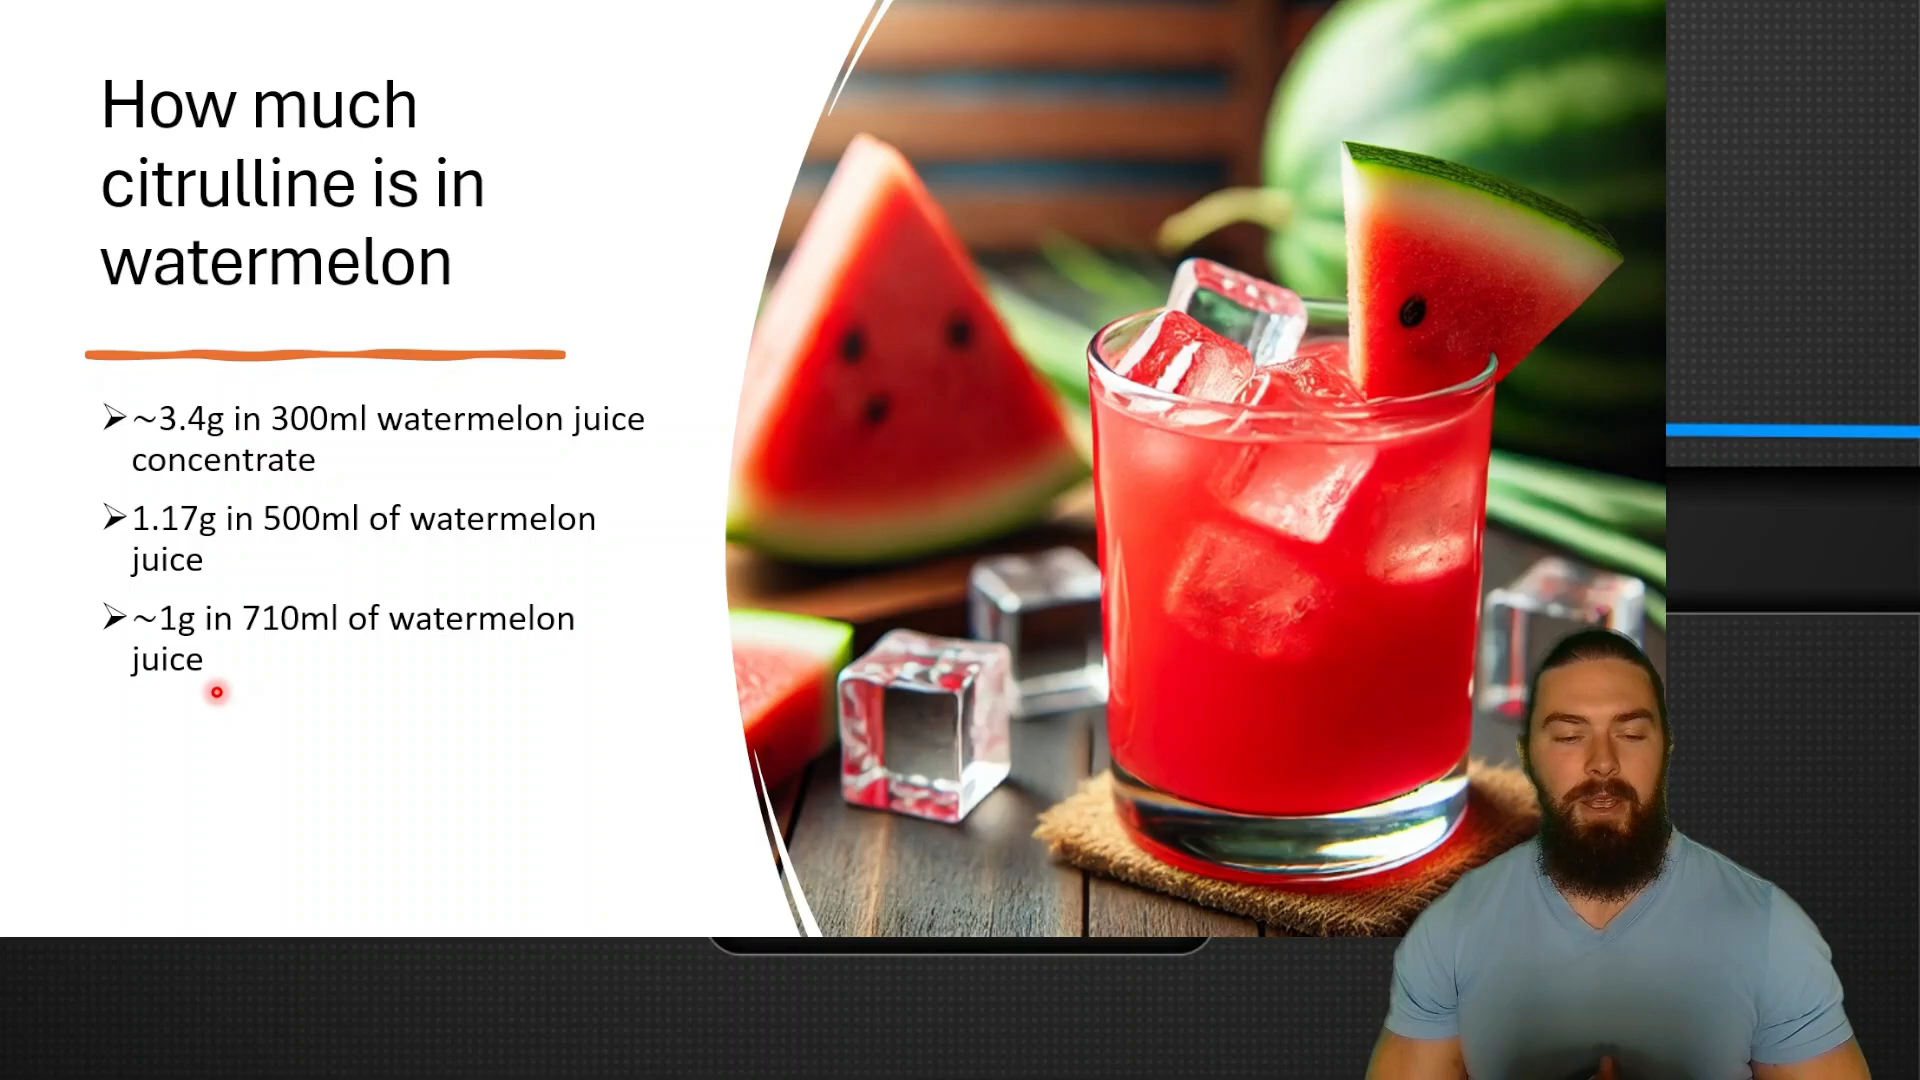 How much
citrulline is in
watermelon
~3.4g in 300ml watermelon juice
concentrate
1.17g in 500ml of watermelon
juice
~1g in 710ml of watermelon
juice